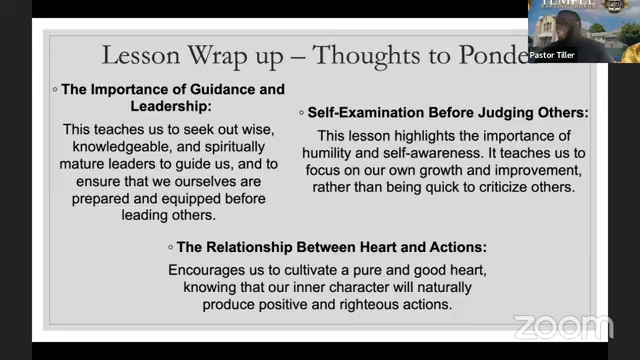 TEMPLE
Pastor Tiller
Lesson Wrap up – Thoughts to Ponde
◦ The Importance of Guidance and
Leadership:
This teaches us to seek out wise,
knowledgeable, and spiritually
mature leaders to guide us, and to
ensure that we ourselves are
prepared and equipped before
leading others.
◦ Self-Examination Before Judging Others:
This lesson highlights the importance of
humility and self-awareness. It teaches us to
focus on our own growth and improvement,
rather than being quick to criticize others.
◦ The Relationship Between Heart and Actions:
Encourages us to cultivate a pure and good heart,
knowing that our inner character will naturally
produce positive and righteous actions.
zoom